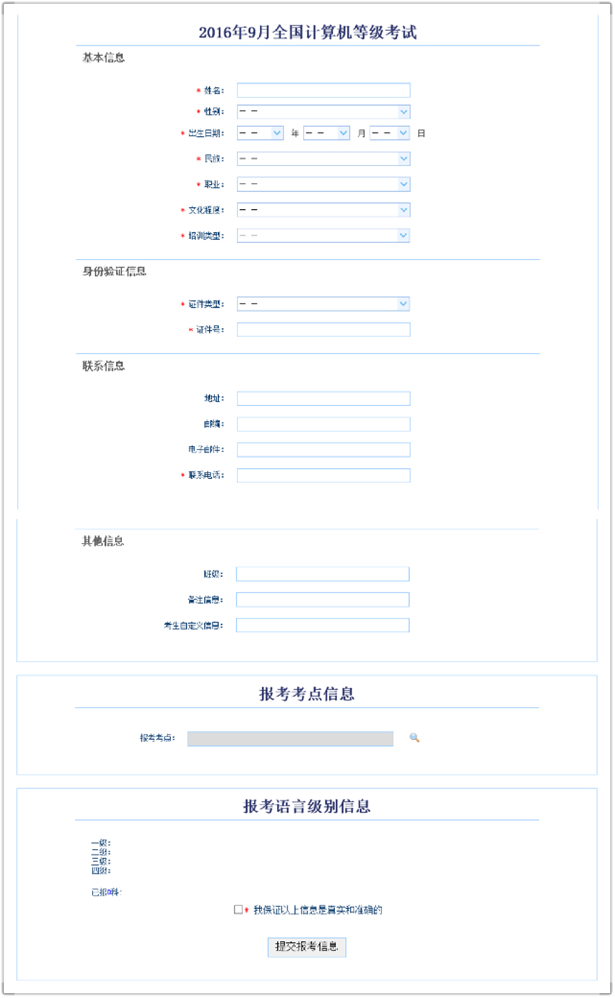 2016年9月全国计算机等级考试
基本信息
* 姓名：
* 性别： - -
* 出生日期： - - 年 - - 月 - - 日
* 民族： - -
* 职业： - -
* 文化程度： - -
* 培训类型： - -
身份验证信息
* 证件类型： - -
* 证件号：
联系信息
地址：
邮编：
电子邮件：
* 联系电话：
其他信息
班级：
备注信息：
考生自定义信息：
报考考点信息
报考考点：
报考语言级别信息
一级：
二级：
三级：
四级：
已报0科：
* 我保证以上信息是真实和准确的
提交报考信息